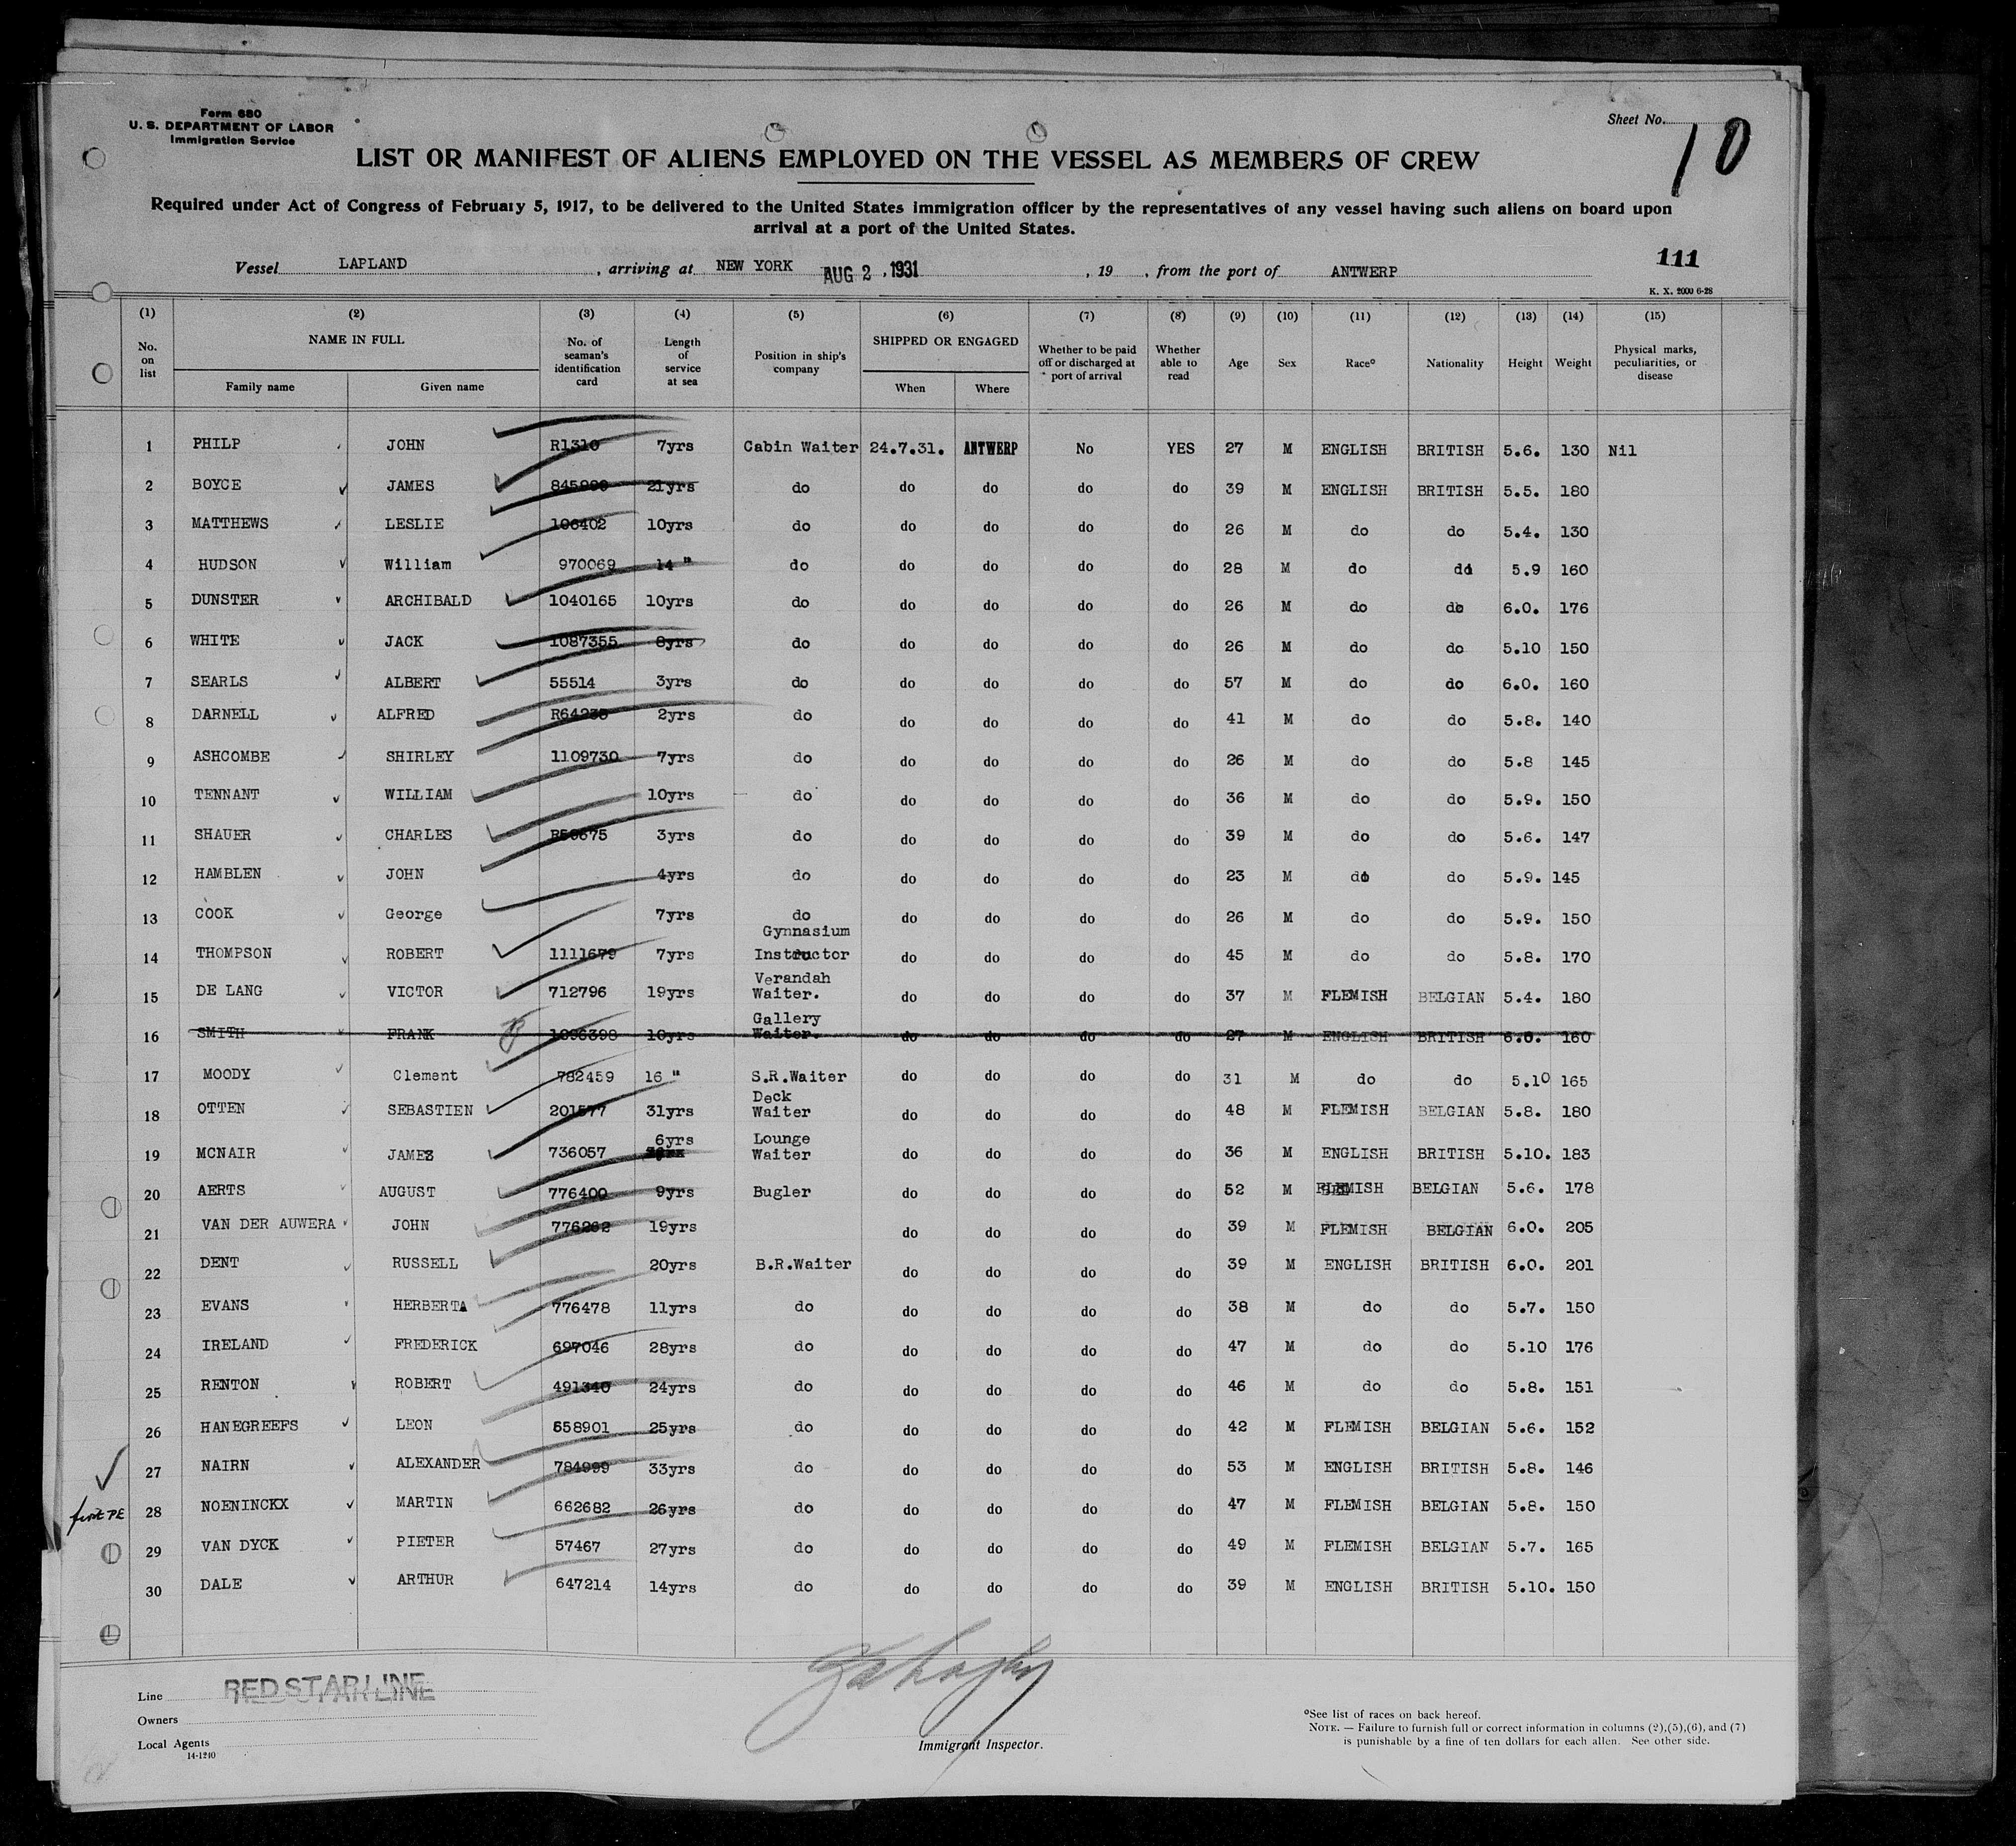 Form 680
U. S. DEPARTMENT OF LABOR
Immigration Service
Sheet No. 10
LIST OR MANIFEST OF ALIENS EMPLOYED ON THE VESSEL AS MEMBERS OF CREW
Required under Act of Congress of February 5, 1917, to be delivered to the United States immigration officer by the representatives of any vessel having such aliens on board upon
arrival at a port of the United States.
111
Vessel LAPLAND, arriving at NEW YORK AUG 2, 1931, 19 , from the port of ANTWERP
K. X. 2000 6-28
(1) (2) (3) (4) (5) (6) (7) (8) (9) (10) (11) (12) (13) (14) (15)
No. on list NAME IN FULL Family name Given name No. of seaman's identification card Length of service at sea Position in ship's company SHIPPED OR ENGAGED When Where Whether to be paid off or discharged at port of arrival Whether able to read Age Sex Race° Nationality Height Weight Physical marks, peculiarities, or disease
1 PHILP JOHN R1310 7yrs Cabin Waiter 24.7.31. ANTWERP No YES 27 M ENGLISH BRITISH 5.6. 130 Nil
2 BOYCE JAMES 21yrs do do do do do 39 M ENGLISH BRITISH 5.5. 180
3 MATTHEWS LESLIE 106402 10yrs do do do do do 26 M do do 5.4. 130
4 HUDSON William 970069 14 " do do do do do 28 M do do 5.9 160
5 DUNSTER ARCHIBALD 1040165 10yrs do do do do do 26 M do do 6.0. 176
6 WHITE JACK 1087355 8yrs do do do do do 26 M do do 5.10 150
7 SEARLS ALBERT 55514 3yrs do do do do do 57 M do do 6.0. 160
8 DARNELL ALFRED 2yrs do do do do do 41 M do do 5.8. 140
9 ASHCOMBE SHIRLEY 1109730 7yrs do do do do do 26 M do do 5.8 145
10 TENNANT WILLIAM 10yrs do do do do do 36 M do do 5.9. 150
11 SHAUER CHARLES 3yrs do do do do do 39 M do do 5.6. 147
12 HAMBLEN JOHN 4yrs do do do do do 23 M do do 5.9. 145
13 COOK George 7yrs do do do do do 26 M do do 5.9. 150
14 THOMPSON ROBERT 1111679 7yrs Gymnasium Instructor do do do do 45 M do do 5.8. 170
15 DE LANG VICTOR 712796 19yrs Verandah Waiter. do do do do 37 M FLEMISH BELGIAN 5.4. 180
16 SMITH FRANK 1096398 10yrs Gallery Waiter. do do do do 27 M ENGLISH BRITISH 6.0. 160
17 MOODY Clement 782459 16 " S.R.Waiter do do do do 31 M do do 5.10 165
18 OTTEN SEBASTIEN 201577 31yrs Deck Waiter do do do do 48 M FLEMISH BELGIAN 5.8. 180
19 MCNAIR JAMES 736057 6yrs Lounge Waiter do do do do 36 M ENGLISH BRITISH 5.10. 183
20 AERTS AUGUST 776400 9yrs Bugler do do do do 52 M FLEMISH BELGIAN 5.6. 178
21 VAN DER AUWERA JOHN 776262 19yrs do do do do 39 M FLEMISH BELGIAN 6.0. 205
22 DENT RUSSELL 20yrs B.R.Waiter do do do do 39 M ENGLISH BRITISH 6.0. 201
23 EVANS HERBERTA 776478 11yrs do do do do do 38 M do do 5.7. 150
24 IRELAND FREDERICK 697046 28yrs do do do do do 47 M do do 5.10 176
25 RENTON ROBERT 491340 24yrs do do do do do 46 M do do 5.8. 151
26 HANEGREEFS LEON 658901 25yrs do do do do do 42 M FLEMISH BELGIAN 5.6. 152
27 NAIRN ALEXANDER 784999 33yrs do do do do do 53 M ENGLISH BRITISH 5.8. 146
28 NOENINCKX MARTIN 662682 26yrs do do do do do 47 M FLEMISH BELGIAN 5.8. 150
29 VAN DYCK PIETER 57467 27yrs do do do do do 49 M FLEMISH BELGIAN 5.7. 165
30 DALE ARTHUR 647214 14yrs do do do do do 39 M ENGLISH BRITISH 5.10. 150
Line RED STAR LINE
Owners
Local Agents
14-1240
Immigrant Inspector.
°See list of races on back hereof.
NOTE. — Failure to furnish full or correct information in columns (2),(5),(6), and (7)
is punishable by a fine of ten dollars for each alien. See other side.